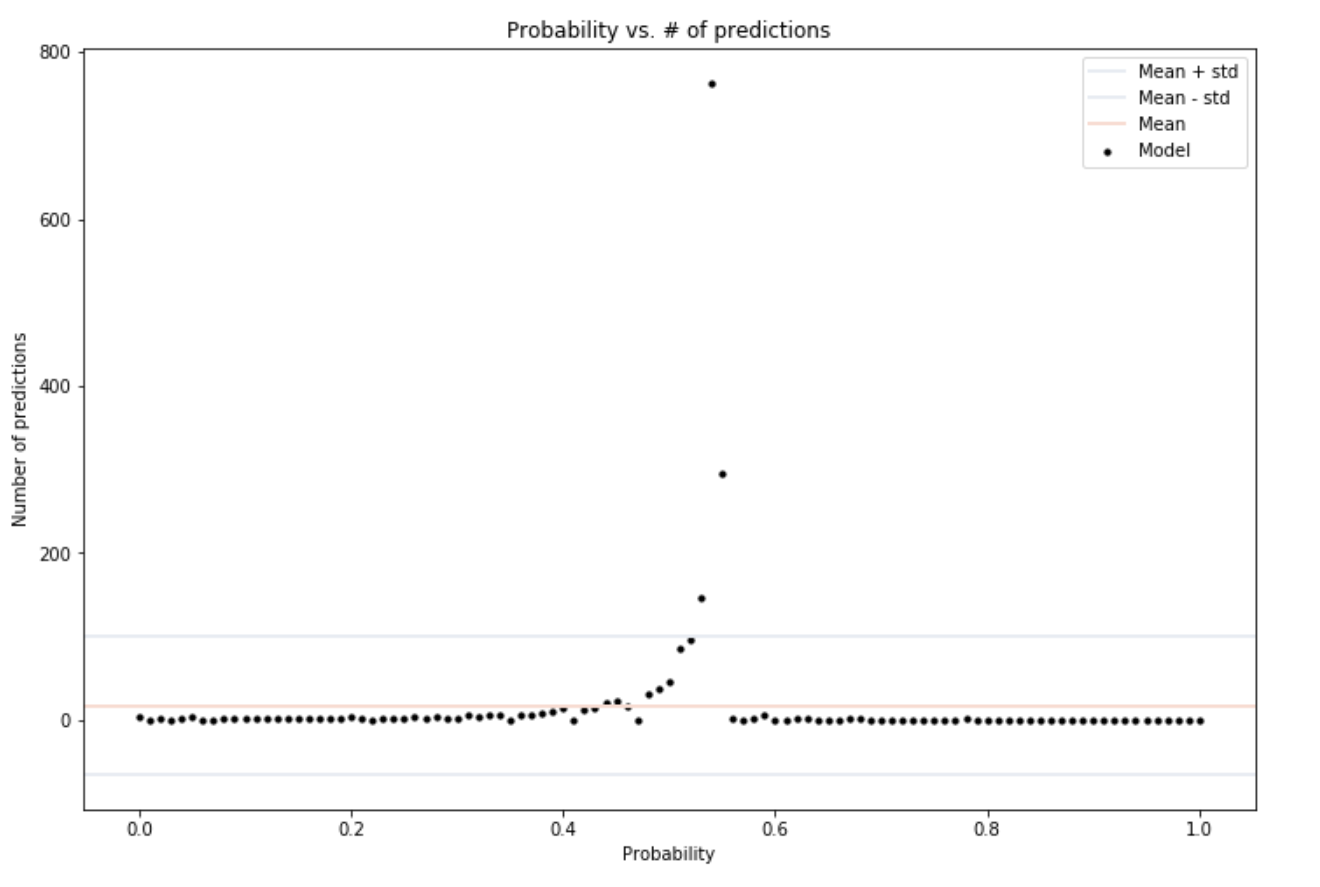 Probability vs. # of predictions
Mean + std
Mean - std
Mean
Model
800
600
400
200
0
Number of predictions
0.0 0.2 0.4 0.6 0.8 1.0
Probability